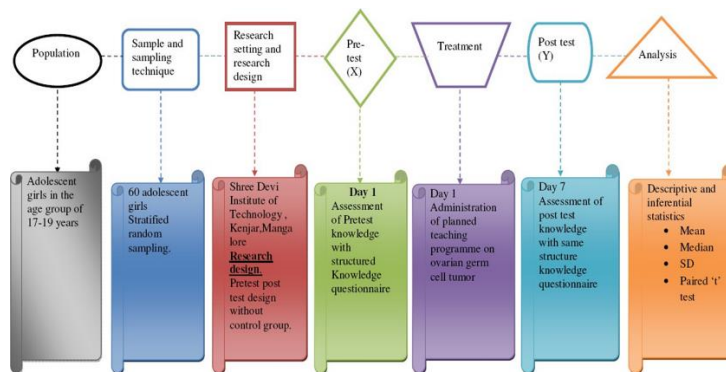 Population
Sample and
sampling
technique
Research
setting and
research
design
Pre-
test
(X)
Treatment
Post test
(Y)
Analysis
Adolescent
girls in the
age group of
17-19 years
60 adolescent
girls
Stratified
random
sampling.
Shree Devi
Institute of
Technology ,
Kenjar,Manga
lore
Research
design.
Pretest post
test design
without
control group.
Day 1
Assessment
of Pretest
knowledge
with
structured
Knowledge
questionnaire
Day 1
Administration
of planned
teaching
programme on
ovarian germ
cell tumor
Day 7
Assessment of
post test
knowledge
with same
structure
knowledge
questionnaire
Descriptive and
inferential
statistics
• Mean
• Median
• SD
• Paired ‘t’
test